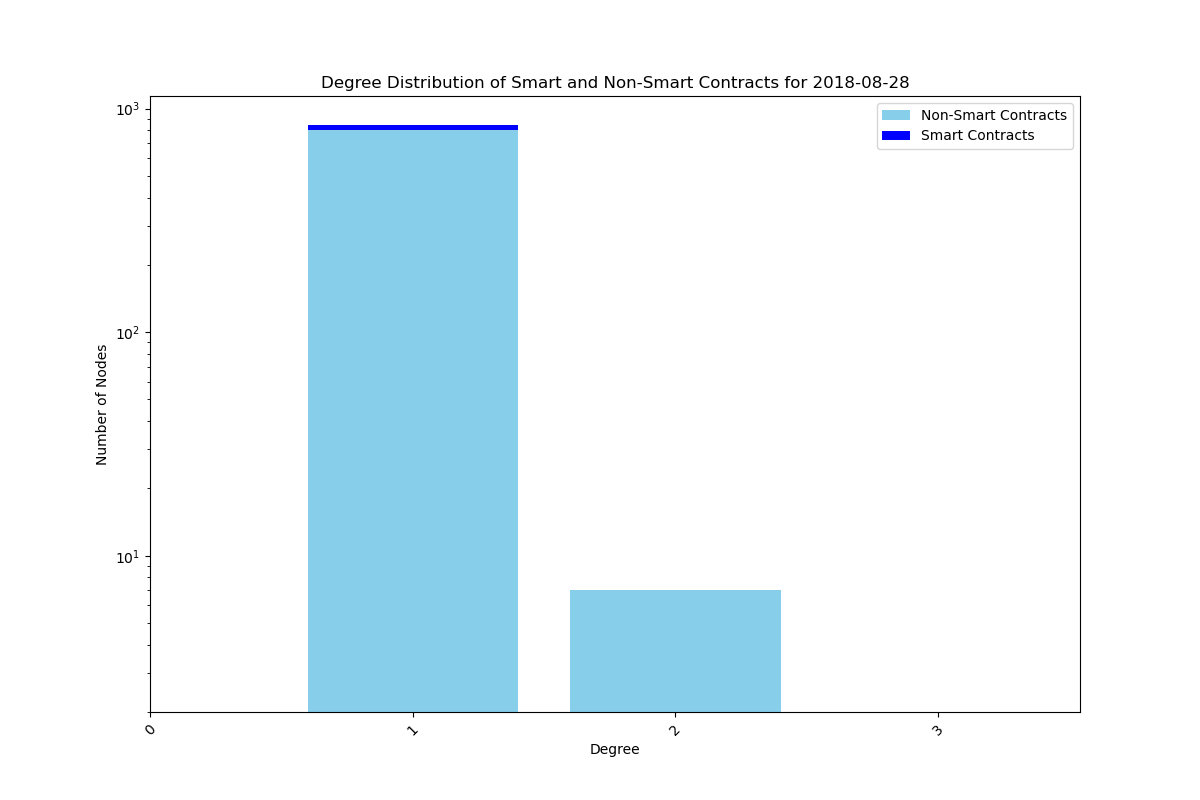 Degree Distribution of Smart and Non-Smart Contracts for 2018-08-28
Non-Smart Contracts
Smart Contracts
10³
10²
10¹
Number of Nodes
0
1
2
3
Degree